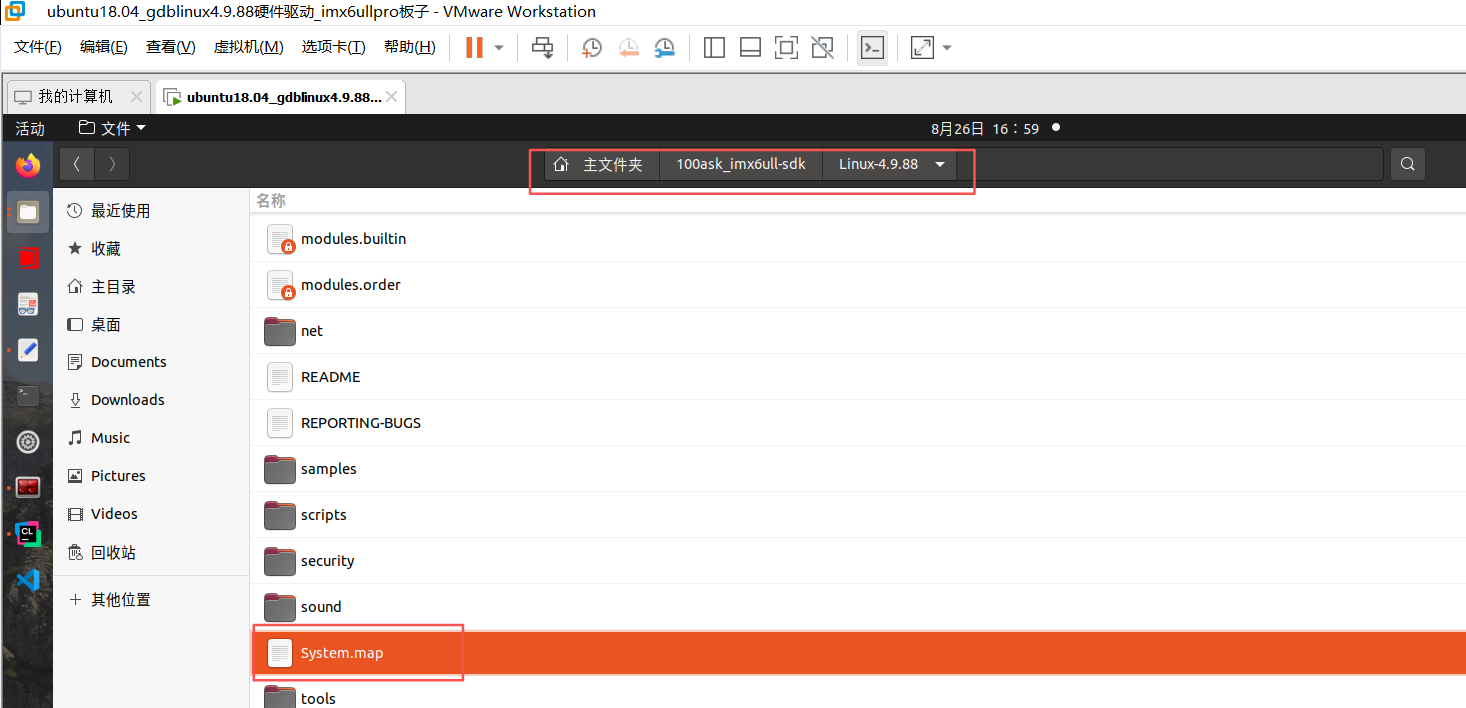 ubuntu18.04_gdblinux4.9.88硬件驱动_imx6ullpro板子 - VMware Workstation
文件(F) 编辑(E) 查看(V) 虚拟机(M) 选项卡(T) 帮助(H)
我的计算机 ubuntu18.04_gdblinux4.9.88...
活动 文件 8月26日 16：59
主文件夹 100ask_imx6ull-sdk Linux-4.9.88
名称
最近使用
收藏
主目录
桌面
Documents
Downloads
Music
Pictures
Videos
回收站
其他位置
modules.builtin
modules.order
net
README
REPORTING-BUGS
samples
scripts
security
sound
System.map
tools
CL